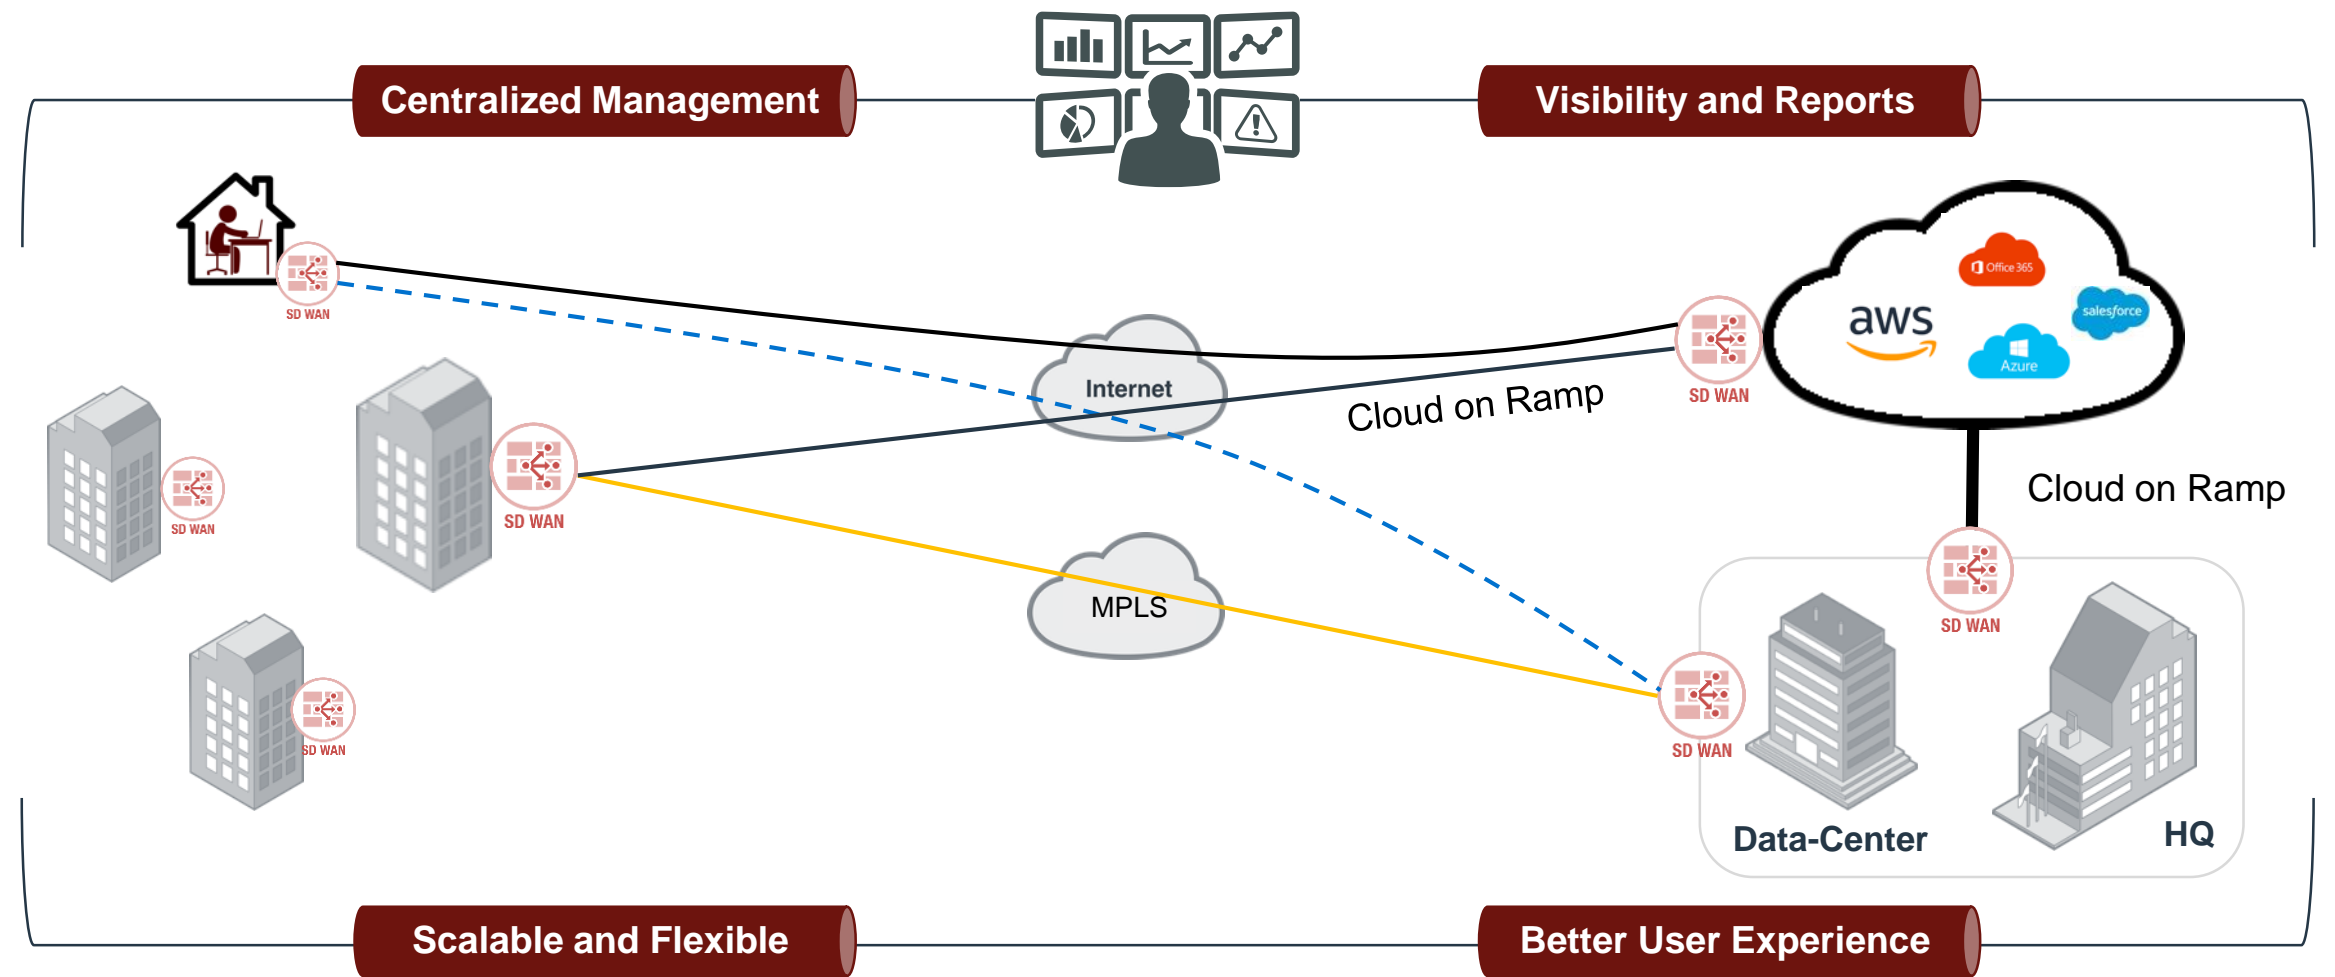 Centralized Management
Visibility and Reports
SD WAN
Office 365
aws
salesforce
Azure
Internet
SD WAN
Cloud on Ramp
Cloud on Ramp
SD WAN
SD WAN
MPLS
SD WAN
SD WAN
SD WAN
Data-Center
HQ
Scalable and Flexible
Better User Experience